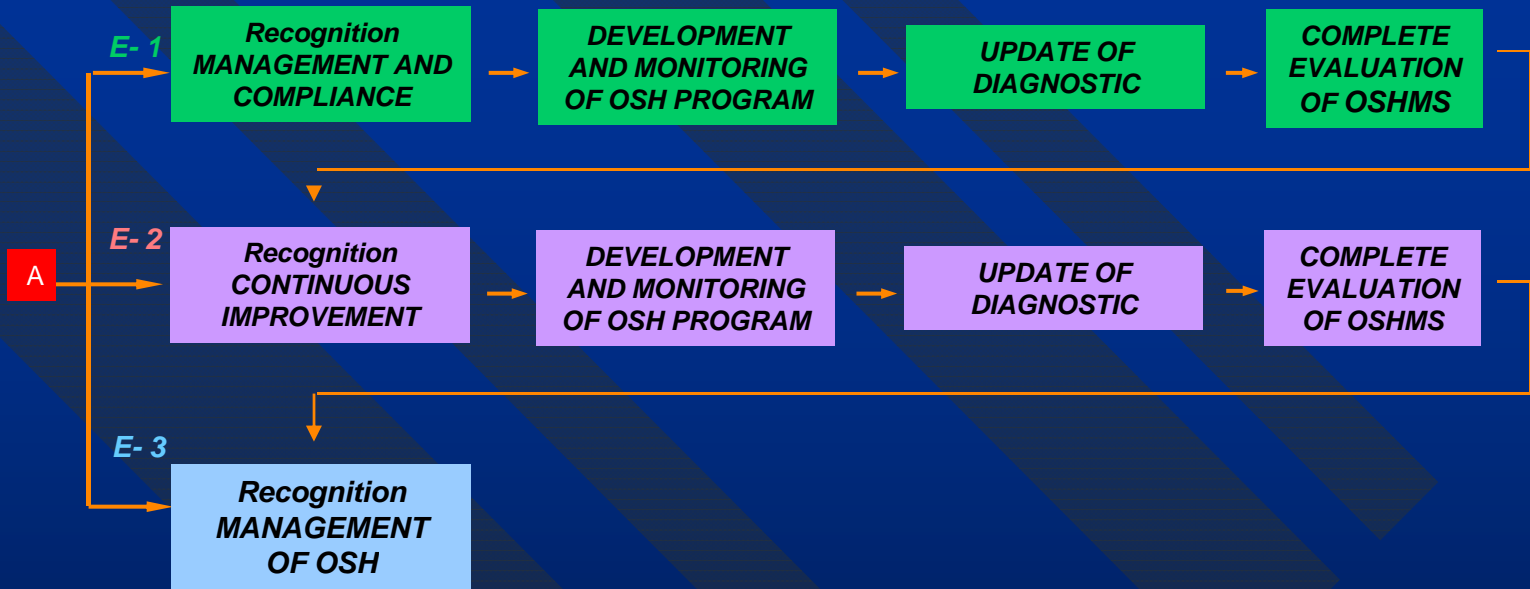 E- 1
Recognition
MANAGEMENT AND
COMPLIANCE
DEVELOPMENT
AND MONITORING
OF OSH PROGRAM
UPDATE OF
DIAGNOSTIC
COMPLETE
EVALUATION
OF OSHMS
A
E- 2
Recognition
CONTINUOUS
IMPROVEMENT
DEVELOPMENT
AND MONITORING
OF OSH PROGRAM
UPDATE OF
DIAGNOSTIC
COMPLETE
EVALUATION
OF OSHMS
E- 3
Recognition
MANAGEMENT
OF OSH